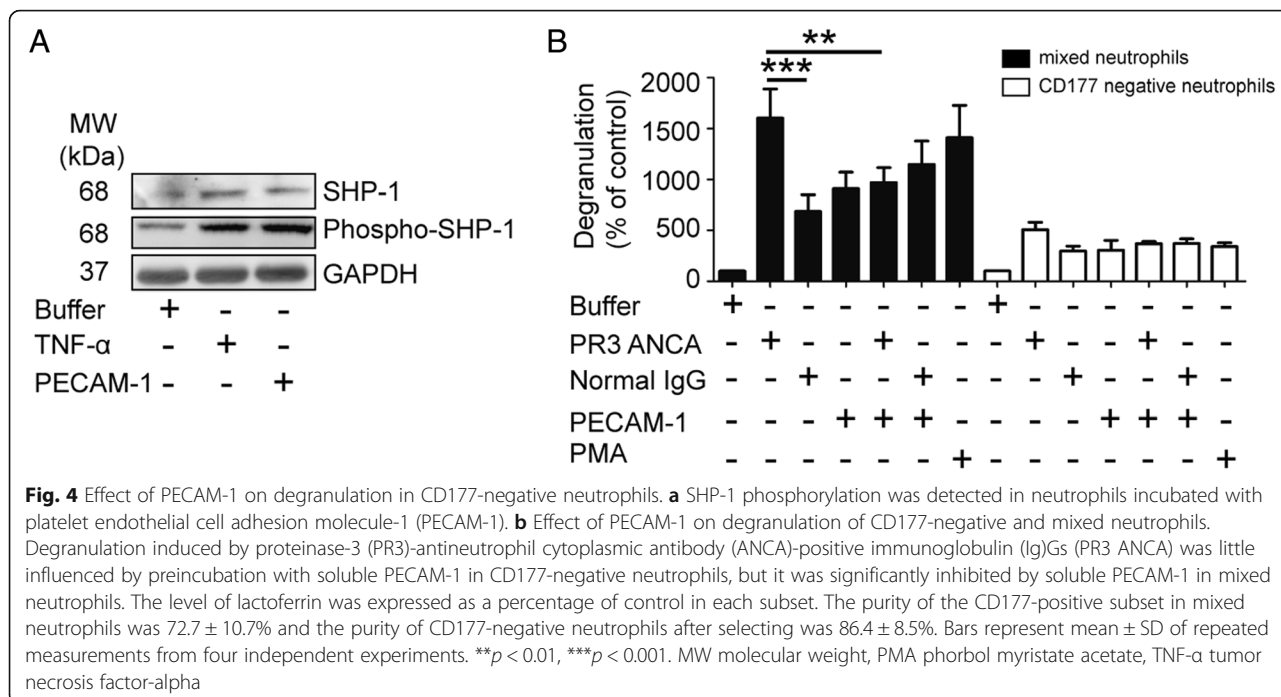 A
MW
(kDa)
68 SHP-1
68 Phospho-SHP-1
37 GAPDH
Buffer + - -
TNF-α - + -
PECAM-1 - - +
B
** 
***
mixed neutrophils
CD177 negative neutrophils
Degranulation
(% of control)
2000
1500
1000
500
0
Buffer + - - - - - - + - - - - - -
PR3 ANCA - + - - + - - - + - - + - -
Normal IgG - - + - - + - - - + - - + -
PECAM-1 - - - + + + - - - - + + + -
PMA - - - - - - + - - - - - - +
Fig. 4 Effect of PECAM-1 on degranulation in CD177-negative neutrophils. a SHP-1 phosphorylation was detected in neutrophils incubated with
platelet endothelial cell adhesion molecule-1 (PECAM-1). b Effect of PECAM-1 on degranulation of CD177-negative and mixed neutrophils.
Degranulation induced by proteinase-3 (PR3)-antineutrophil cytoplasmic antibody (ANCA)-positive immunoglobulin (Ig)Gs (PR3 ANCA) was little
influenced by preincubation with soluble PECAM-1 in CD177-negative neutrophils, but it was significantly inhibited by soluble PECAM-1 in mixed
neutrophils. The level of lactoferrin was expressed as a percentage of control in each subset. The purity of the CD177-positive subset in mixed
neutrophils was 72.7 ± 10.7% and the purity of CD177-negative neutrophils after selecting was 86.4 ± 8.5%. Bars represent mean ± SD of repeated
measurements from four independent experiments. **p < 0.01, ***p < 0.001. MW molecular weight, PMA phorbol myristate acetate, TNF-α tumor
necrosis factor-alpha